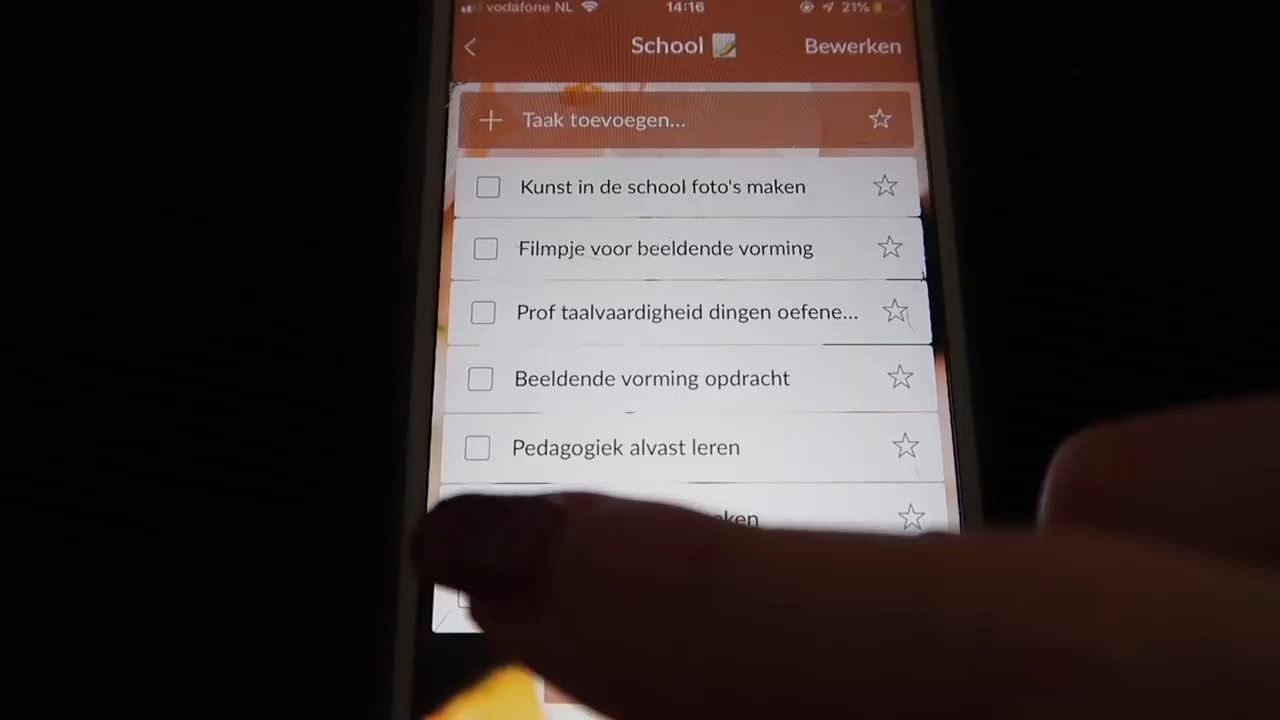 vodafone NL 14:16 21%
School Bewerken
Taak toevoegen...
Kunst in de school foto's maken
Filmpje voor beeldende vorming
Prof taalvaardigheid dingen oefene...
Beeldende vorming opdracht
Pedagogiek alvast leren